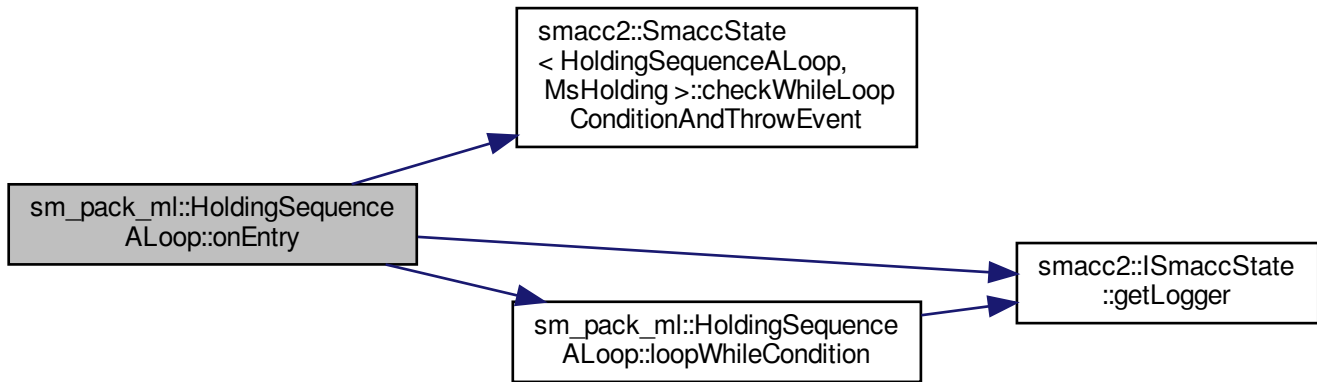 smacc2::SmaccState
< HoldingSequenceALoop,
MsHolding >::checkWhileLoop
ConditionAndThrowEvent
sm_pack_ml::HoldingSequence
ALoop::onEntry
smacc2::ISmaccState
::getLogger
sm_pack_ml::HoldingSequence
ALoop::loopWhileCondition